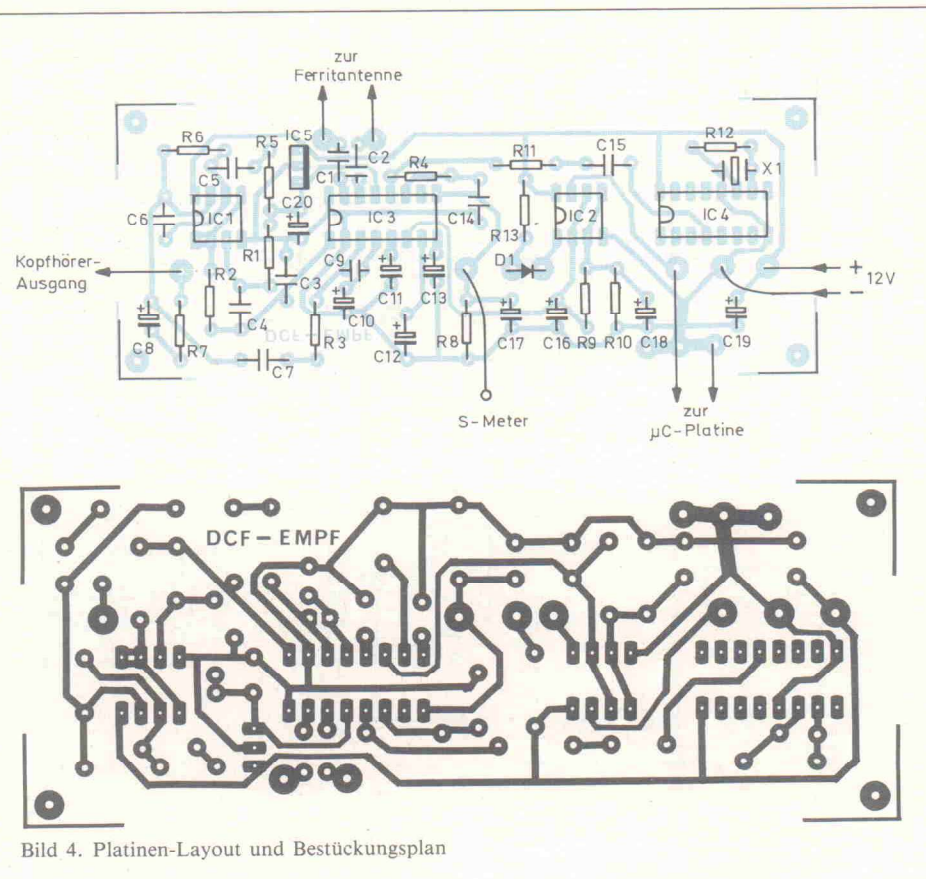 zur
Ferritantenne
R6
R5
IC5
C5
C1
C2
R4
R11
C15
R12
X1
C20
C6
IC1
IC3
C14
IC2
IC4
R13
R1
C9
D1
Kopfhörer-
Ausgang
R2
C3
C11
C13
+
12V
−
C8
R7
C4
C10
C7
R3
C12
R8
C17
C16
R9
R10
C18
C19
DCF-EMPF
S-Meter
zur
µC-Platine
DCF-EMPF
Bild 4. Platinen-Layout und Bestückungsplan